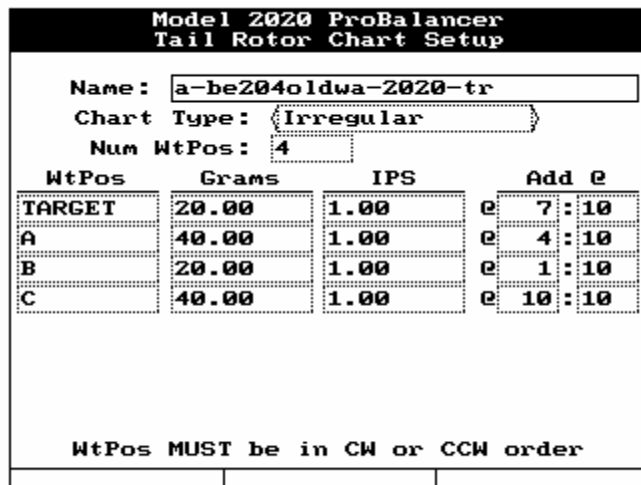 Model 2020 ProBalancer
Tail Rotor Chart Setup
Name: a-be204oldwa-2020-tr
Chart Type: Irregular
Num WtPos: 4
WtPos Grams IPS Add @
TARGET 20.00 1.00 @ 7:10
A 40.00 1.00 @ 4:10
B 20.00 1.00 @ 1:10
C 40.00 1.00 @ 10:10
WtPos MUST be in CW or CCW order